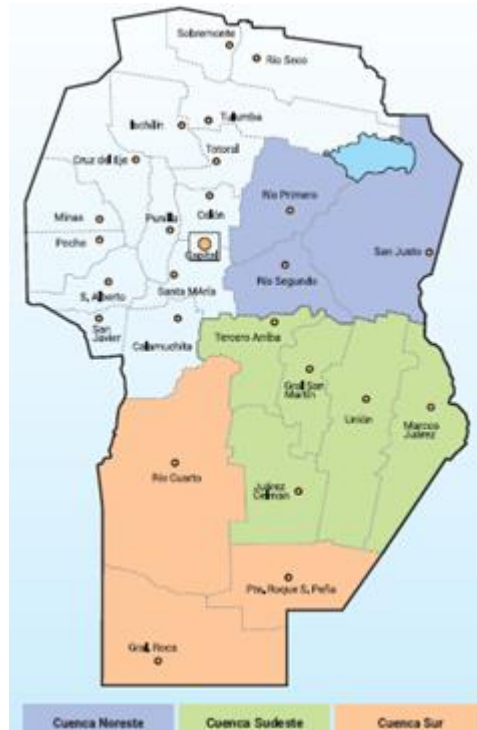 Sobremonte
Río Seco
Ischilín
Tulumba
Cruz del Eje
Totoral
Río Primero
Minas
Punilla
Colón
Pocho
Capital
San Justo
S. Alberto
Santa MAría
Río Segundo
San
Javier
Calamuchita
Tercero Arriba
Gral. San
Martín
Unión
Marcos
Juárez
Río Cuarto
Juárez
Celman
Pte. Roque S. Peña
Gral. Roca
Cuenca Noreste
Cuenca Sudeste
Cuenca Sur